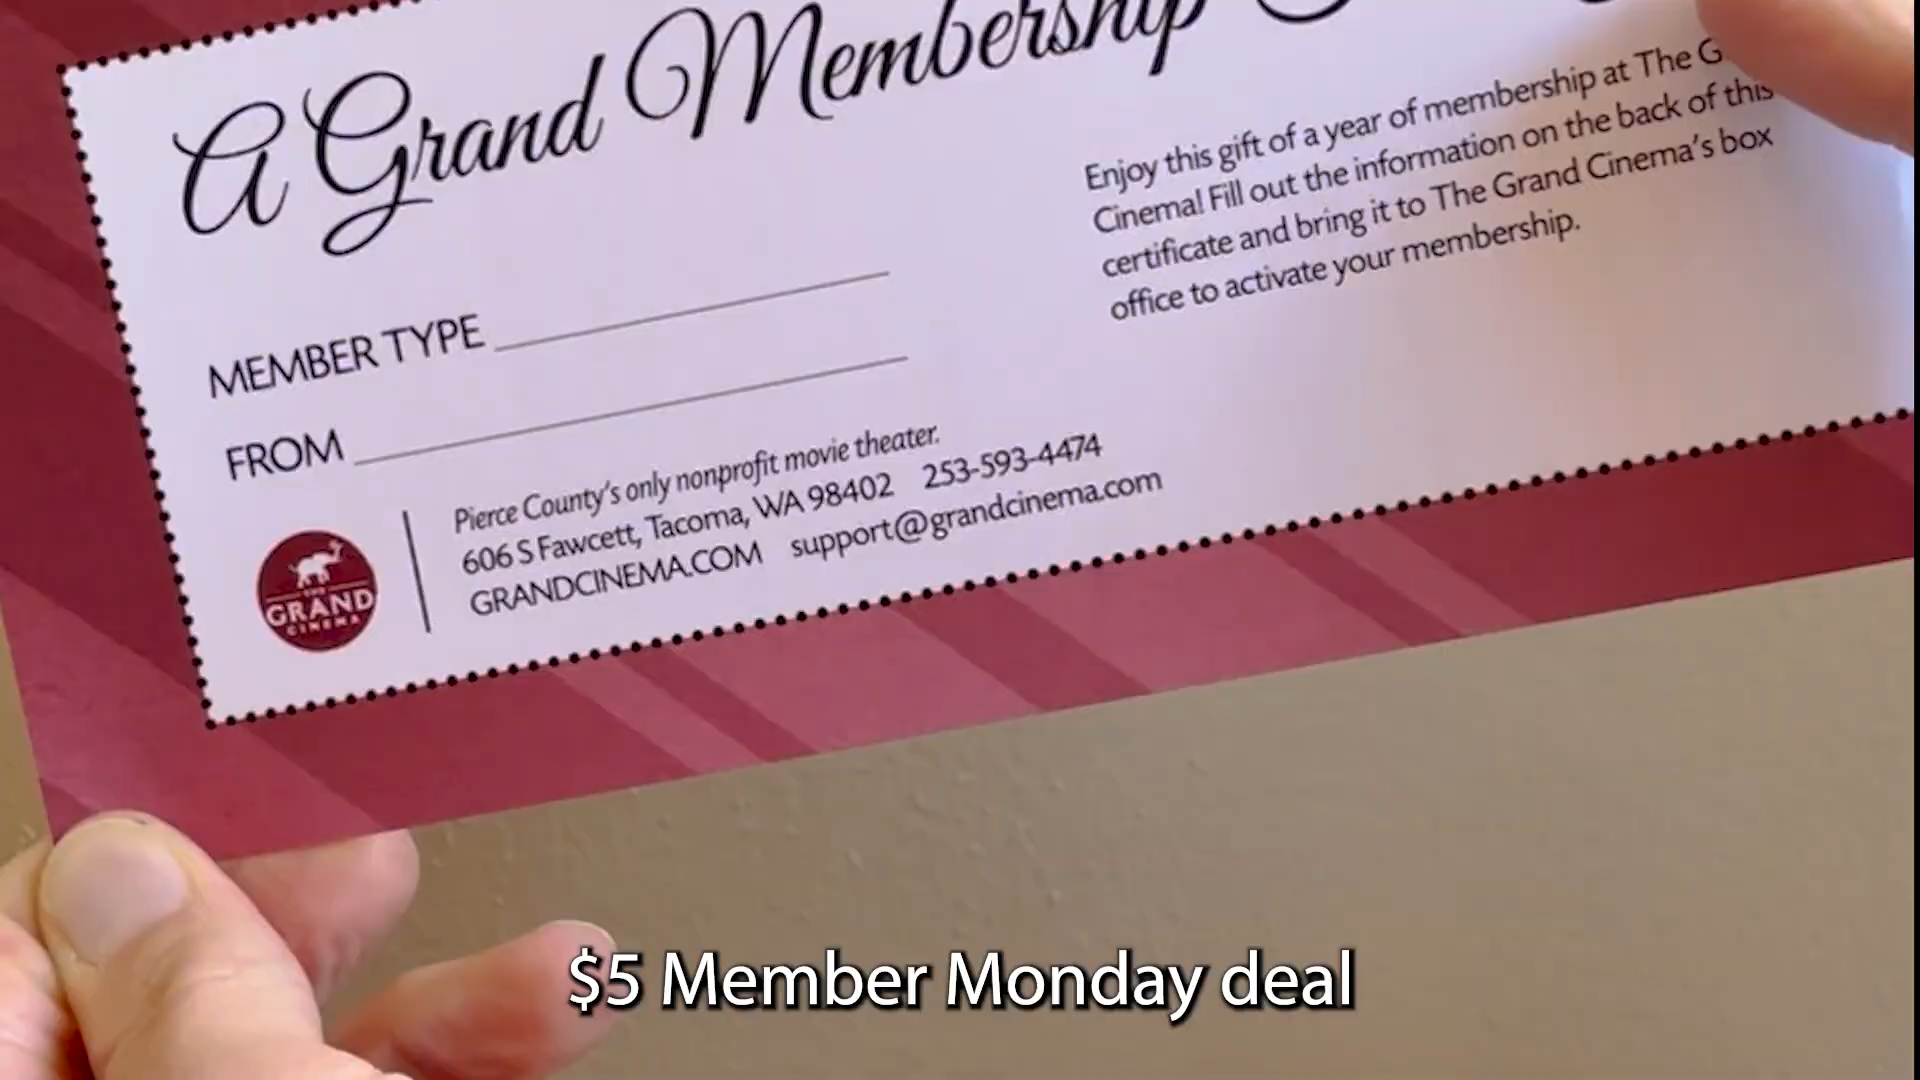 A Grand Membership
Enjoy this gift of a year of membership at The
Cinema! Fill out the information on the back of this
certificate and bring it to The Grand Cinema's box
office to activate your membership.
MEMBER TYPE
FROM
Pierce County's only nonprofit movie theater.
606 S Fawcett, Tacoma, WA 98402 253-593-4474
GRANDCINEMA.COM support@grandcinema.com
THE
GRAND
CINEMA
$5 Member Monday deal